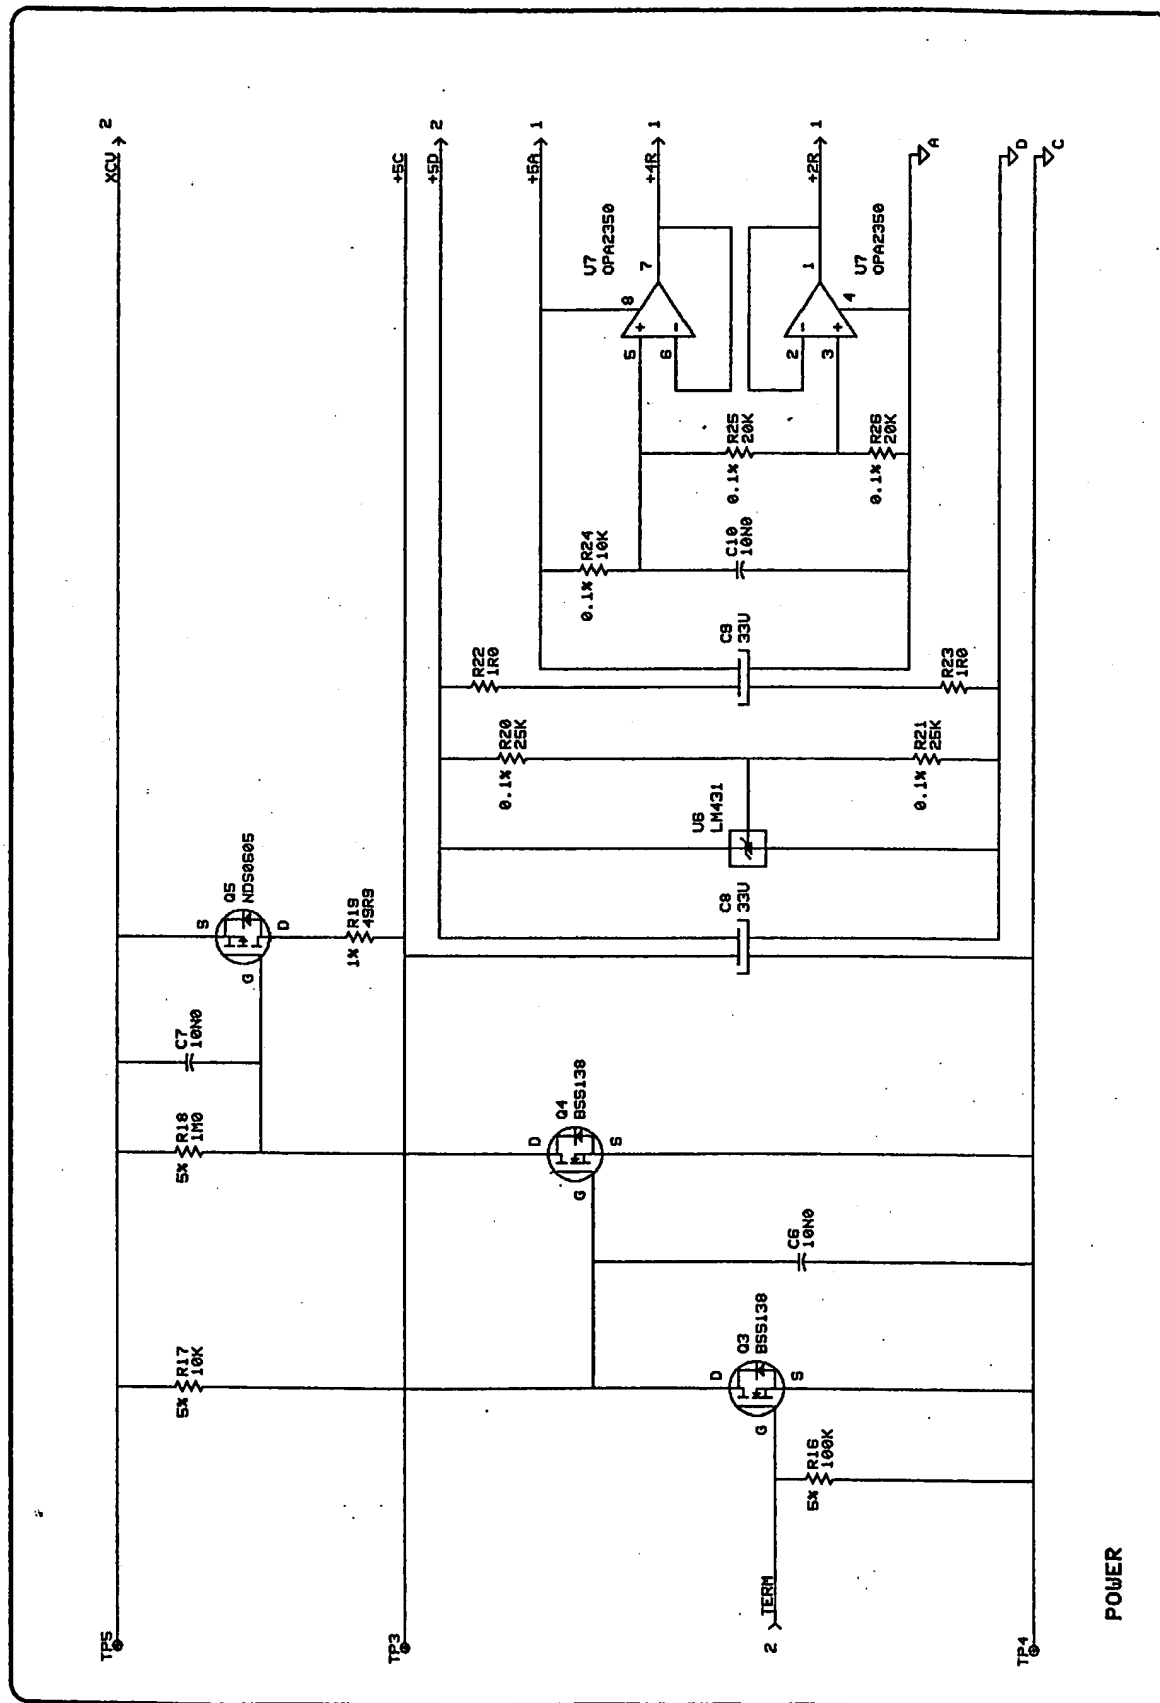 TP5
XCV 2
5% R17
10K
5% R18
1M0
C7
10N0
S
G
D
Q5
NDS0605
1% R19
49R9
TP3
+5C
+5D 2
0.1% R20
25K
R22
1R0
+5A 1
D
G
S
Q4
BSS138
0.1% R24
10K
5
6
+
-
8
7
U7
OPA2350
+4R 1
D
G
S
Q3
BSS138
C6
10N0
C8
33U
U6
LM431
C9
33U
C10
10N0
0.1% R25
20K
2
3
-
+
1
4
U7
OPA2350
+2R 1
2 TERM
5% R16
100K
0.1% R21
25K
R23
1R0
0.1% R26
20K
A
D
TP4
C
POWER